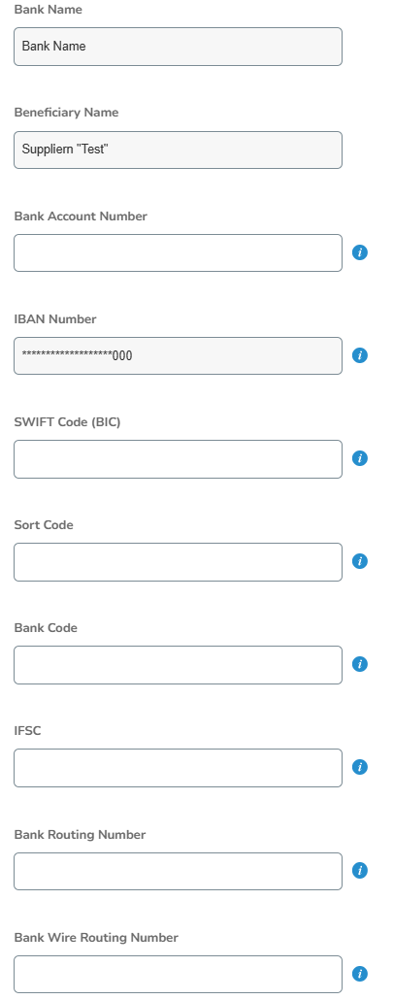 Bank Name
Bank Name
Beneficiary Name
Suppliern "Test"
Bank Account Number
i
IBAN Number
*******************000 i
SWIFT Code (BIC)
i
Sort Code
i
Bank Code
i
IFSC
i
Bank Routing Number
i
Bank Wire Routing Number
i